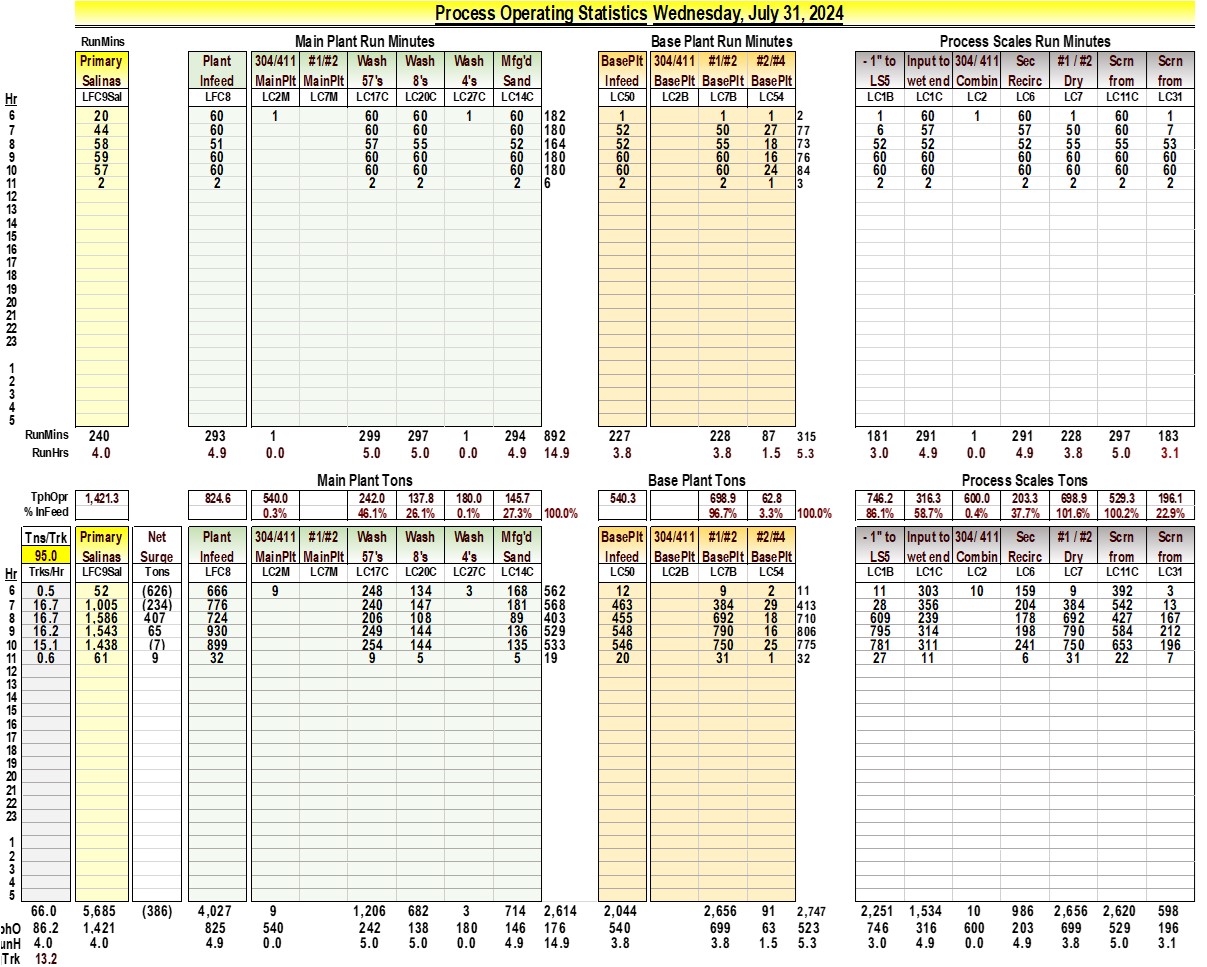 Process Operating Statistics Wednesday, July 31, 2024
RunMins Main Plant Run Minutes Base Plant Run Minutes Process Scales Run Minutes
Primary Plant 304/411 #1/#2 Wash Wash Wash Mfg'd BasePlt 304/411 #1/#2 #2/#4 - 1" to Input to 304/ 411 Sec #1 / #2 Scrn Scrn
Salinas Infeed MainPlt MainPlt 57's 8's 4's Sand Infeed BasePlt BasePlt BasePlt LS5 wet end Combin Recirc Dry from from
Hr LFC9Sal LFC8 LC2M LC7M LC17C LC20C LC27C LC14C LC50 LC2B LC7B LC54 LC1B LC1C LC2 LC6 LC7 LC11C LC31
6 20 60 1 60 60 1 60 182 1 1 1 2 1 60 1 60 1 60 1
7 44 60 60 60 60 180 52 50 27 77 6 57 57 50 60 7
8 58 51 57 55 52 164 52 55 18 73 52 52 52 55 55 53
9 59 60 60 60 60 180 60 60 16 76 60 60 60 60 60 60
10 57 60 60 60 60 180 60 60 24 84 60 60 60 60 60 60
11 2 2 2 2 2 6 2 2 1 3 2 2 2 2 2 2
12
13
14
15
16
17
18
19
20
21
22
23
1
2
3
4
5
RunMins 240 293 1 299 297 1 294 892 227 228 87 315 181 291 1 291 228 297 183
RunHrs 4.0 4.9 0.0 5.0 5.0 0.0 4.9 14.9 3.8 3.8 1.5 5.3 3.0 4.9 0.0 4.9 3.8 5.0 3.1
Main Plant Tons Base Plant Tons Process Scales Tons
TphOpr 1,421.3 824.6 540.0 242.0 137.8 180.0 145.7 540.3 698.9 62.8 746.2 316.3 600.0 203.3 698.9 529.3 196.1
% InFeed 0.3% 46.1% 26.1% 0.1% 27.3% 100.0% 96.7% 3.3% 100.0% 86.1% 58.7% 0.4% 37.7% 101.6% 100.2% 22.9%
Tns/Trk Primary Net Plant 304/411 #1/#2 Wash Wash Wash Mfg'd BasePlt 304/411 #1/#2 #2/#4 - 1" to Input to 304/ 411 Sec #1 / #2 Scrn Scrn
95.0 Salinas Surge Infeed MainPlt MainPlt 57's 8's 4's Sand Infeed BasePlt BasePlt BasePlt LS5 wet end Combin Recirc Dry from from
Hr Trks/Hr LFC9Sal Tons LFC8 LC2M LC7M LC17C LC20C LC27C LC14C LC50 LC2B LC7B LC54 LC1B LC1C LC2 LC6 LC7 LC11C LC31
6 0.5 52 (626) 666 9 248 134 3 168 562 12 9 2 11 11 303 10 159 9 392 3
7 16.7 1,005 (234) 776 240 147 181 568 463 384 29 413 28 356 204 384 542 13
8 16.7 1,586 407 724 206 108 89 403 455 692 18 710 609 239 178 692 427 167
9 16.2 1,543 65 930 249 144 136 529 548 790 16 806 795 314 198 790 584 212
10 15.1 1,438 (7) 899 254 144 135 533 546 750 25 775 781 311 241 750 653 196
11 0.6 61 9 32 9 5 5 19 20 31 1 32 27 11 6 31 22 7
12
13
14
15
16
17
18
19
20
21
22
23
1
2
3
4
5
66.0 5,685 (386) 4,027 9 1,206 682 3 714 2,614 2,044 2,656 91 2,747 2,251 1,534 10 986 2,656 2,620 598
phO 86.2 1,421 825 540 242 138 180 146 176 540 699 63 523 746 316 600 203 699 529 196
unH 4.0 4.0 4.9 0.0 5.0 5.0 0.0 4.9 14.9 3.8 3.8 1.5 5.3 3.0 4.9 0.0 4.9 3.8 5.0 3.1
Trk 13.2